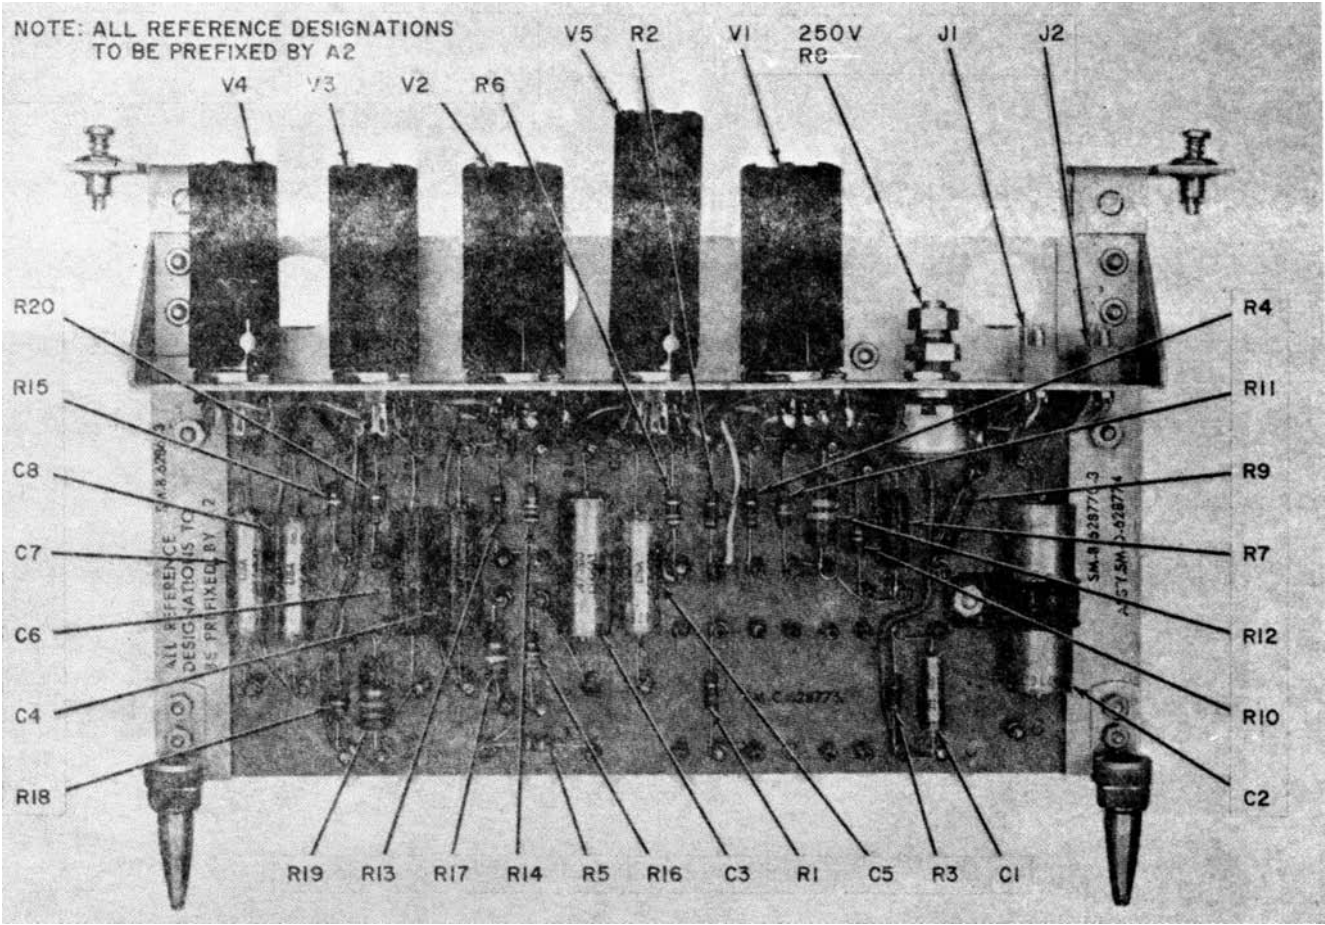 NOTE: ALL REFERENCE DESIGNATIONS
TO BE PREFIXED BY A2
V5 R2 V1 250V J1 J2
R8
V4 V3 V2 R6
R20
R15
C8
C7
C6
C4
R18
R4
R11
R9
R7
R12
R10
C2
ALL REFERENCE
DESIGNATIONS TO
BE PREFIXED BY 2
SM-C-628773
R19 R13 R17 R14 R5 R16 C3 R1 C5 R3 C1